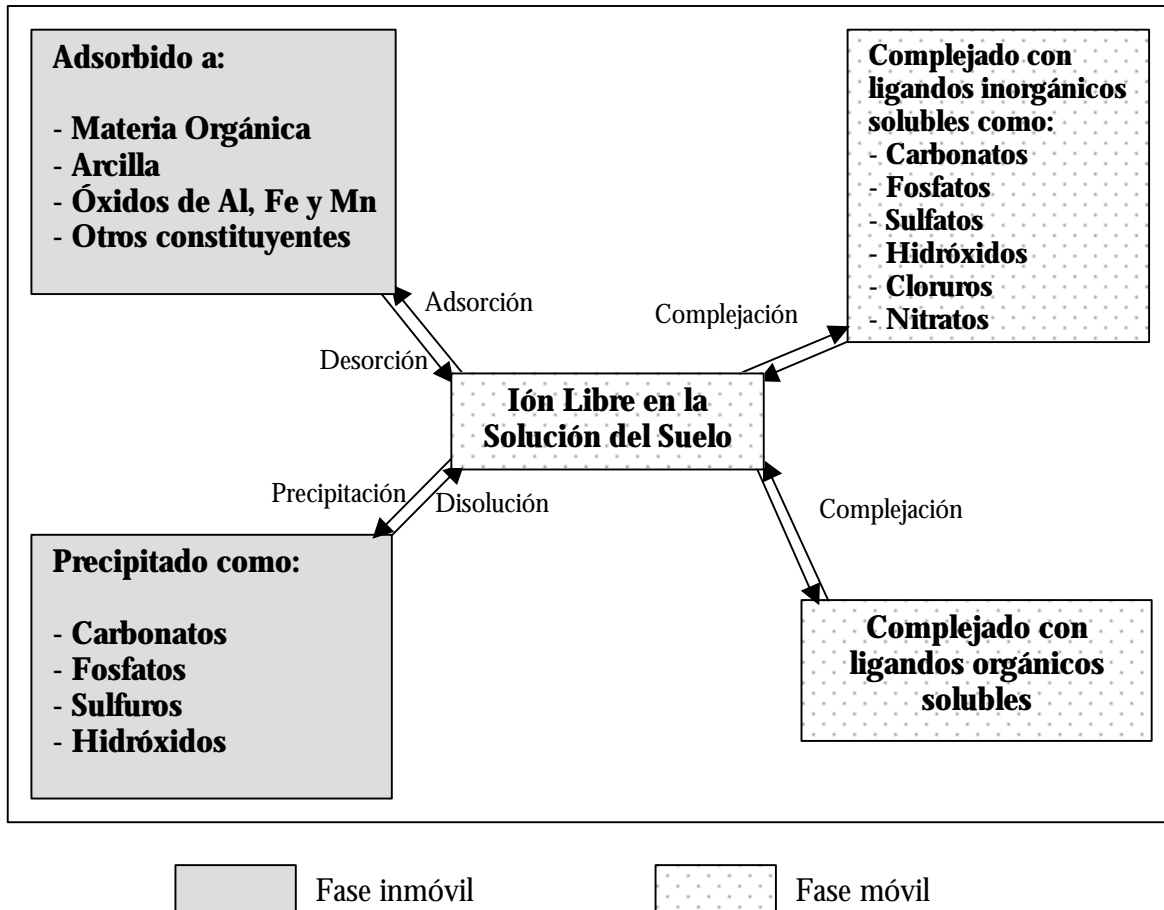 Adsorbido a:
- Materia Orgánica
- Arcilla
- Óxidos de Al, Fe y Mn
- Otros constituyentes
Complejado con
ligandos inorgánicos
solubles como:
- Carbonatos
- Fosfatos
- Sulfatos
- Hidróxidos
- Cloruros
- Nitratos
Adsorción
Desorción
Complejación
Ión Libre en la
Solución del Suelo
Precipitación
Disolución
Complejación
Precipitado como:
- Carbonatos
- Fosfatos
- Sulfuros
- Hidróxidos
Complejado con
ligandos orgánicos
solubles
Fase inmóvil
Fase móvil